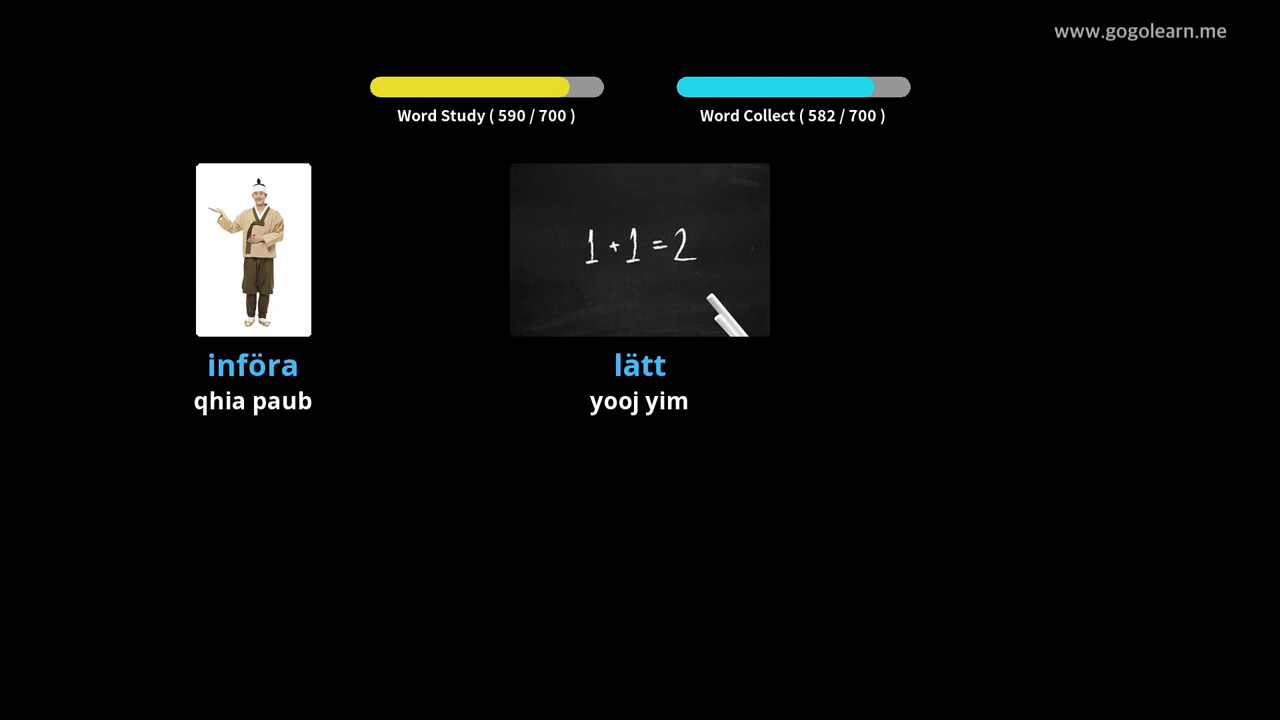 www.gogolearn.me
Word Study ( 590 / 700 )
Word Collect ( 582 / 700 )
1 + 1 = 2
införa
qhia paub
lätt
yooj yim